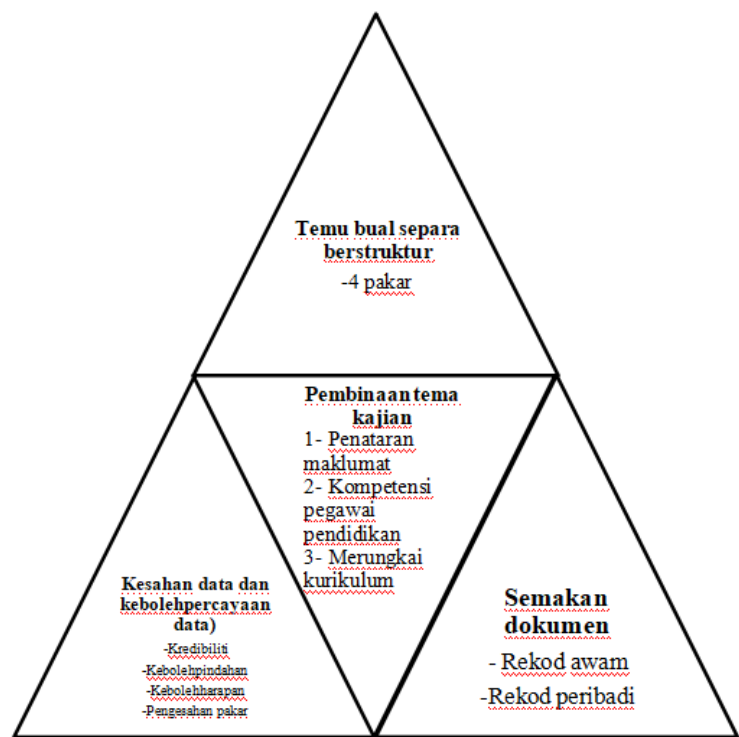 Temu bual separa
berstruktur
-4 pakar
Pembinaan tema
kajian
1- Penataran
maklumat
2- Kompetensi
pegawai
pendidikan
3- Merungkai
kurikulum
Kesahan data dan
kebolehpercayaan
data)
-Kredibiliti
-Kebolehpindahan
-Kebolehharapan
-Pengesahan pakar
Semakan
dokumen
- Rekod awam
-Rekod peribadi